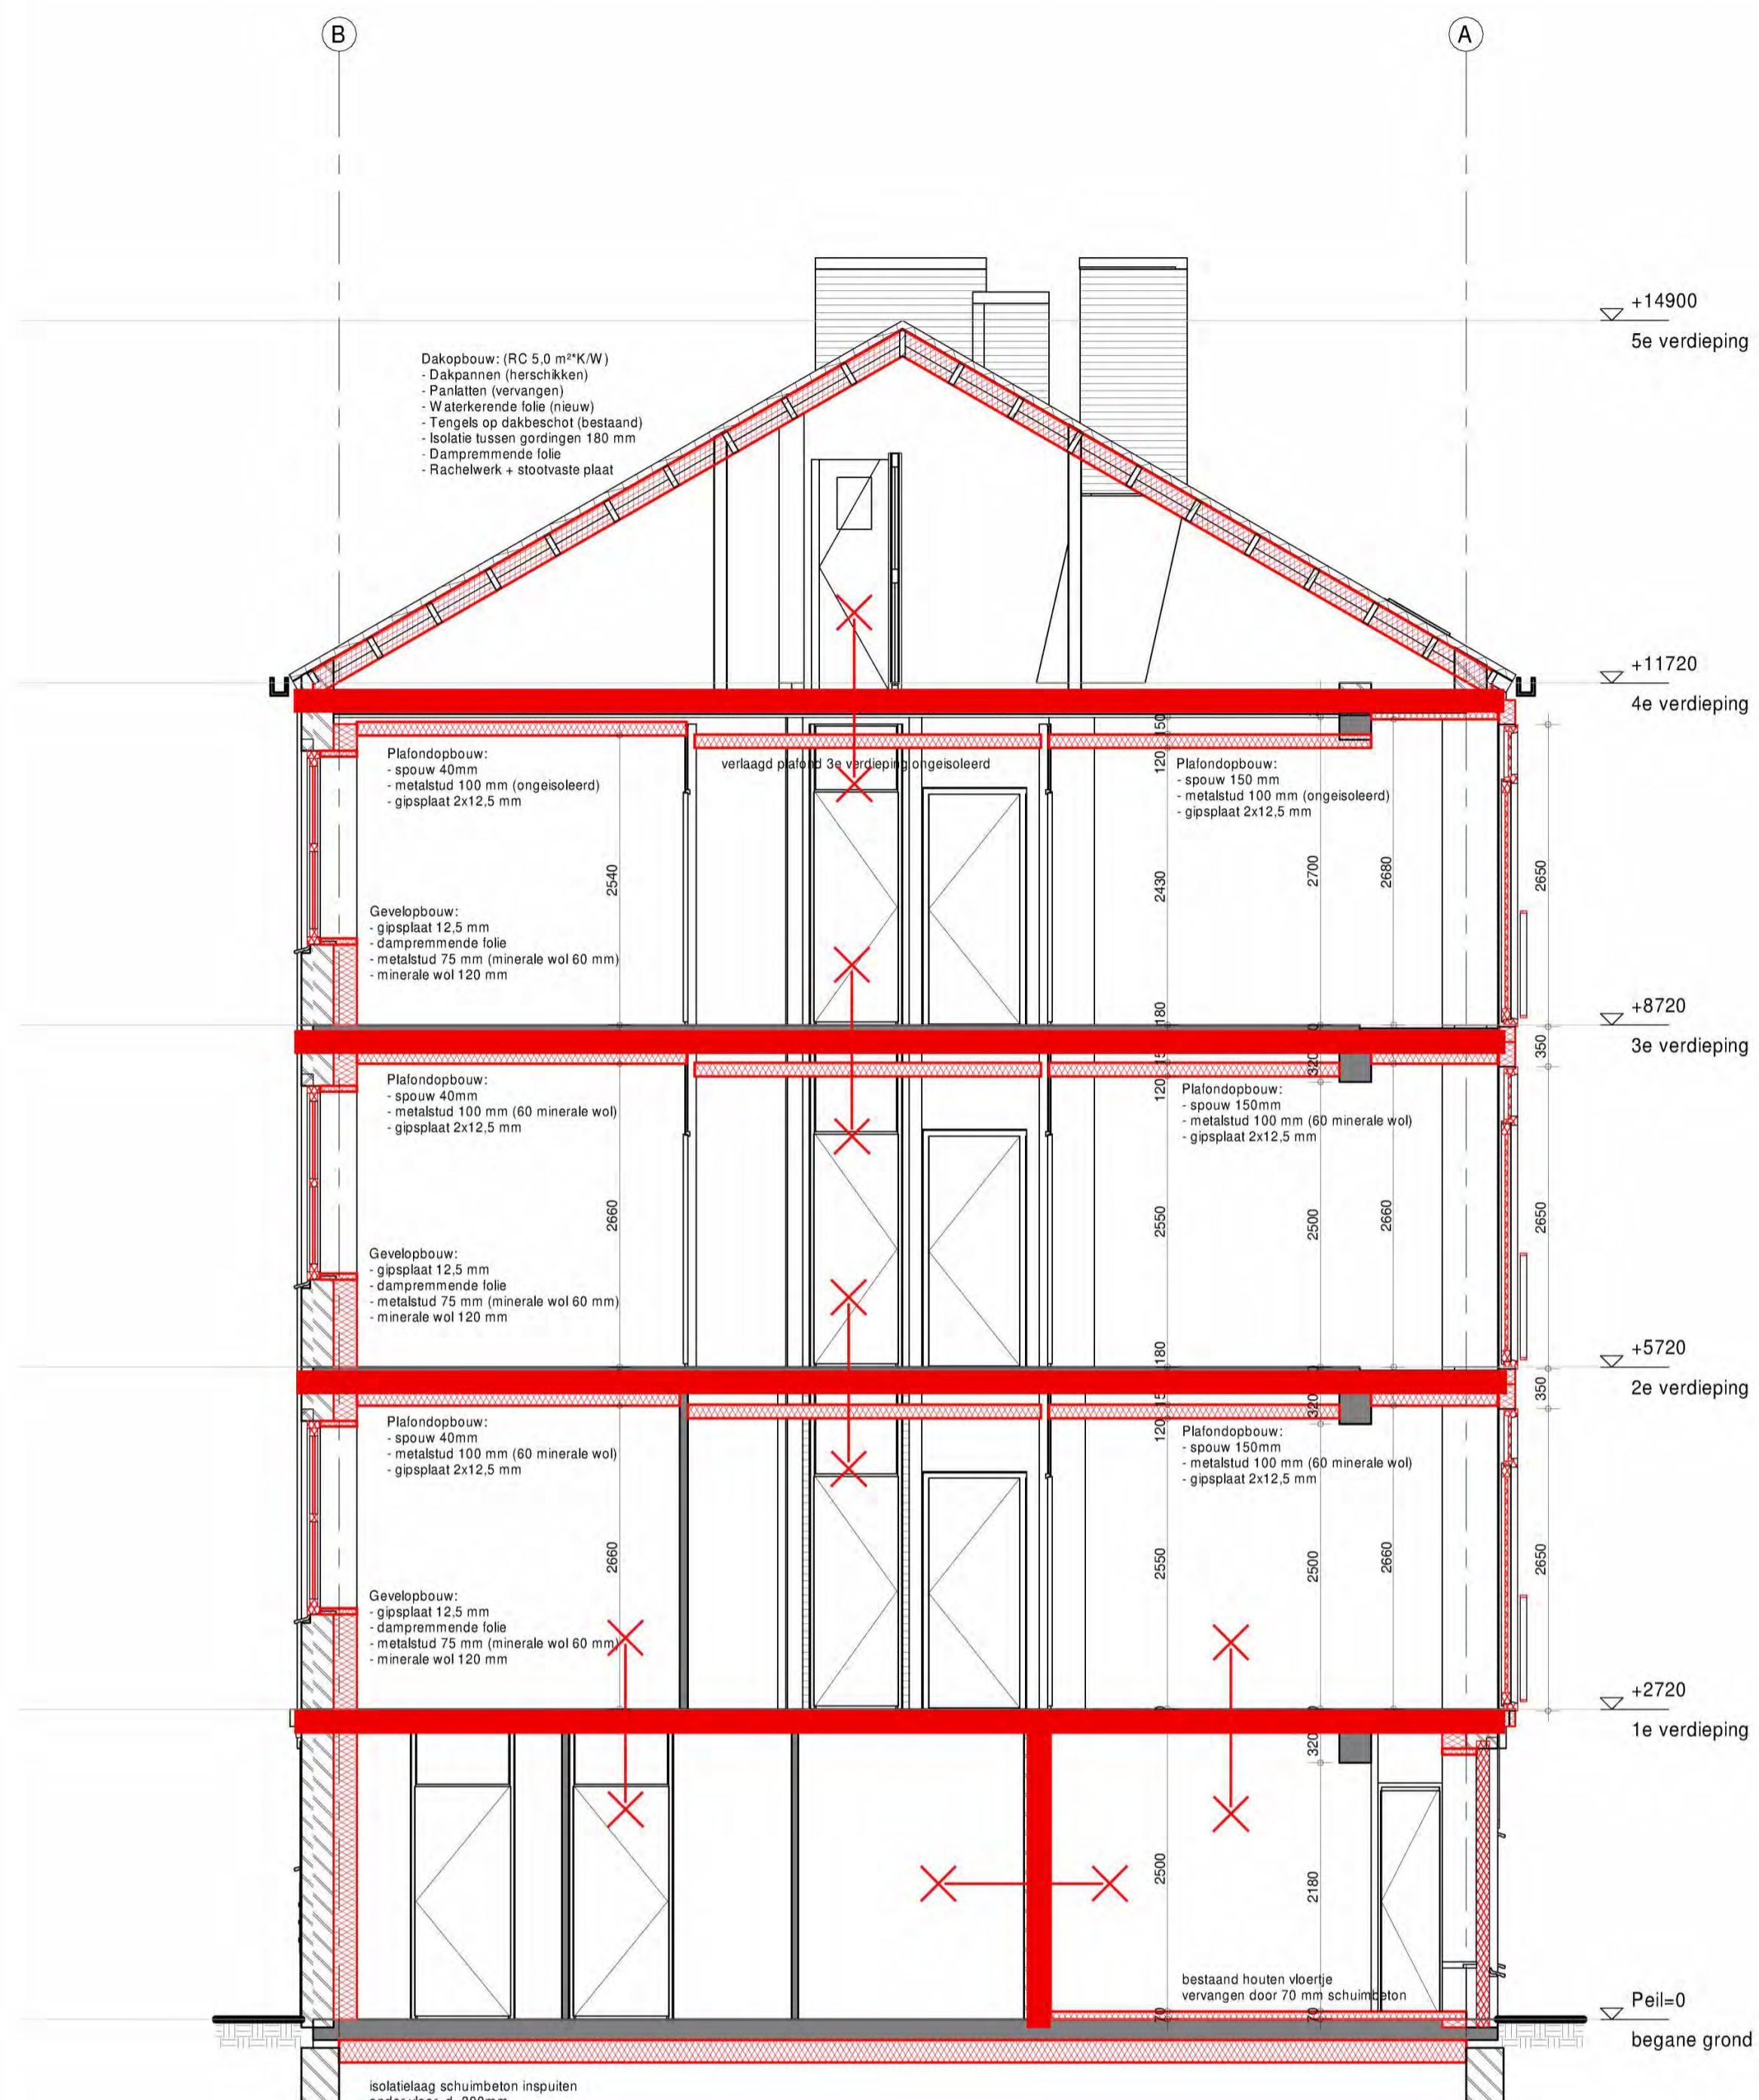 B
A
+14900
5e verdieping
Dakopbouw: (RC 5,0 m²*K/W)
- Dakpannen (herschikken)
- Panlatten (vervangen)
- Waterkerende folie (nieuw)
- Tengels op dakbeschot (bestaand)
- Isolatie tussen gordingen 180 mm
- Dampremmende folie
- Rachelwerk + stootvaste plaat
+11720
4e verdieping
Plafondopbouw:
- spouw 40mm
- metalstud 100 mm (ongeisoleerd)
- gipsplaat 2x12,5 mm
verlaagd plafond 3e verdieping ongeisoleerd
150
120
Plafondopbouw:
- spouw 150 mm
- metalstud 100 mm (ongeisoleerd)
- gipsplaat 2x12,5 mm
2540
2430
2700
2680
2650
Gevelopbouw:
- gipsplaat 12,5 mm
- dampremmende folie
- metalstud 75 mm (minerale wol 60 mm)
- minerale wol 120 mm
180
+8720
3e verdieping
350
320
120
Plafondopbouw:
- spouw 40mm
- metalstud 100 mm (60 minerale wol)
- gipsplaat 2x12,5 mm
Plafondopbouw:
- spouw 150mm
- metalstud 100 mm (60 minerale wol)
- gipsplaat 2x12,5 mm
2660
2550
2500
2660
2650
Gevelopbouw:
- gipsplaat 12,5 mm
- dampremmende folie
- metalstud 75 mm (minerale wol 60 mm)
- minerale wol 120 mm
180
+5720
2e verdieping
350
320
120
Plafondopbouw:
- spouw 40mm
- metalstud 100 mm (60 minerale wol)
- gipsplaat 2x12,5 mm
Plafondopbouw:
- spouw 150mm
- metalstud 100 mm (60 minerale wol)
- gipsplaat 2x12,5 mm
2660
2550
2500
2660
2650
Gevelopbouw:
- gipsplaat 12,5 mm
- dampremmende folie
- metalstud 75 mm (minerale wol 60 mm)
- minerale wol 120 mm
+2720
1e verdieping
320
2500
2180
bestaand houten vloertje
vervangen door 70 mm schuimbeton
70
70
Peil=0
begane grond
isolatielaag schuimbeton inspuiten